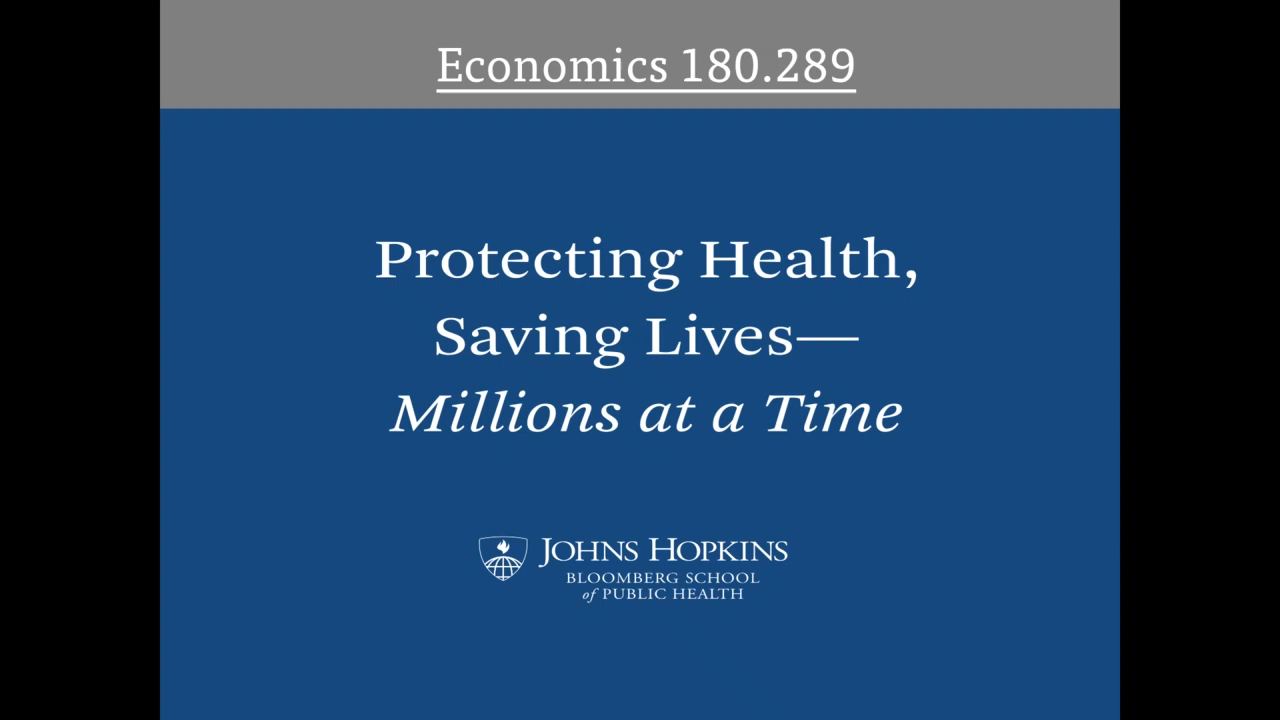 Economics 180.289
Protecting Health,
Saving Lives—
Millions at a Time
JOHNS HOPKINS
BLOOMBERG SCHOOL
of PUBLIC HEALTH